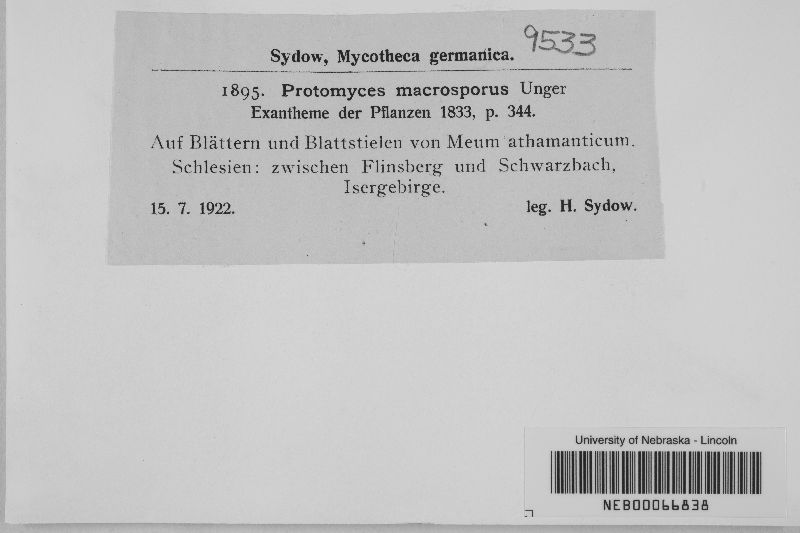 9533
Sydow, Mycotheca germanica.
1895. Protomyces macrosporus Unger
Exantheme der Pflanzen 1833, p. 344.
Auf Blättern und Blattstielen von Meum athamanticum.
Schlesien: zwischen Flinsberg und Schwarzbach,
Isergebirge.
15. 7. 1922. leg. H. Sydow.
University of Nebraska - Lincoln
NEB00066838